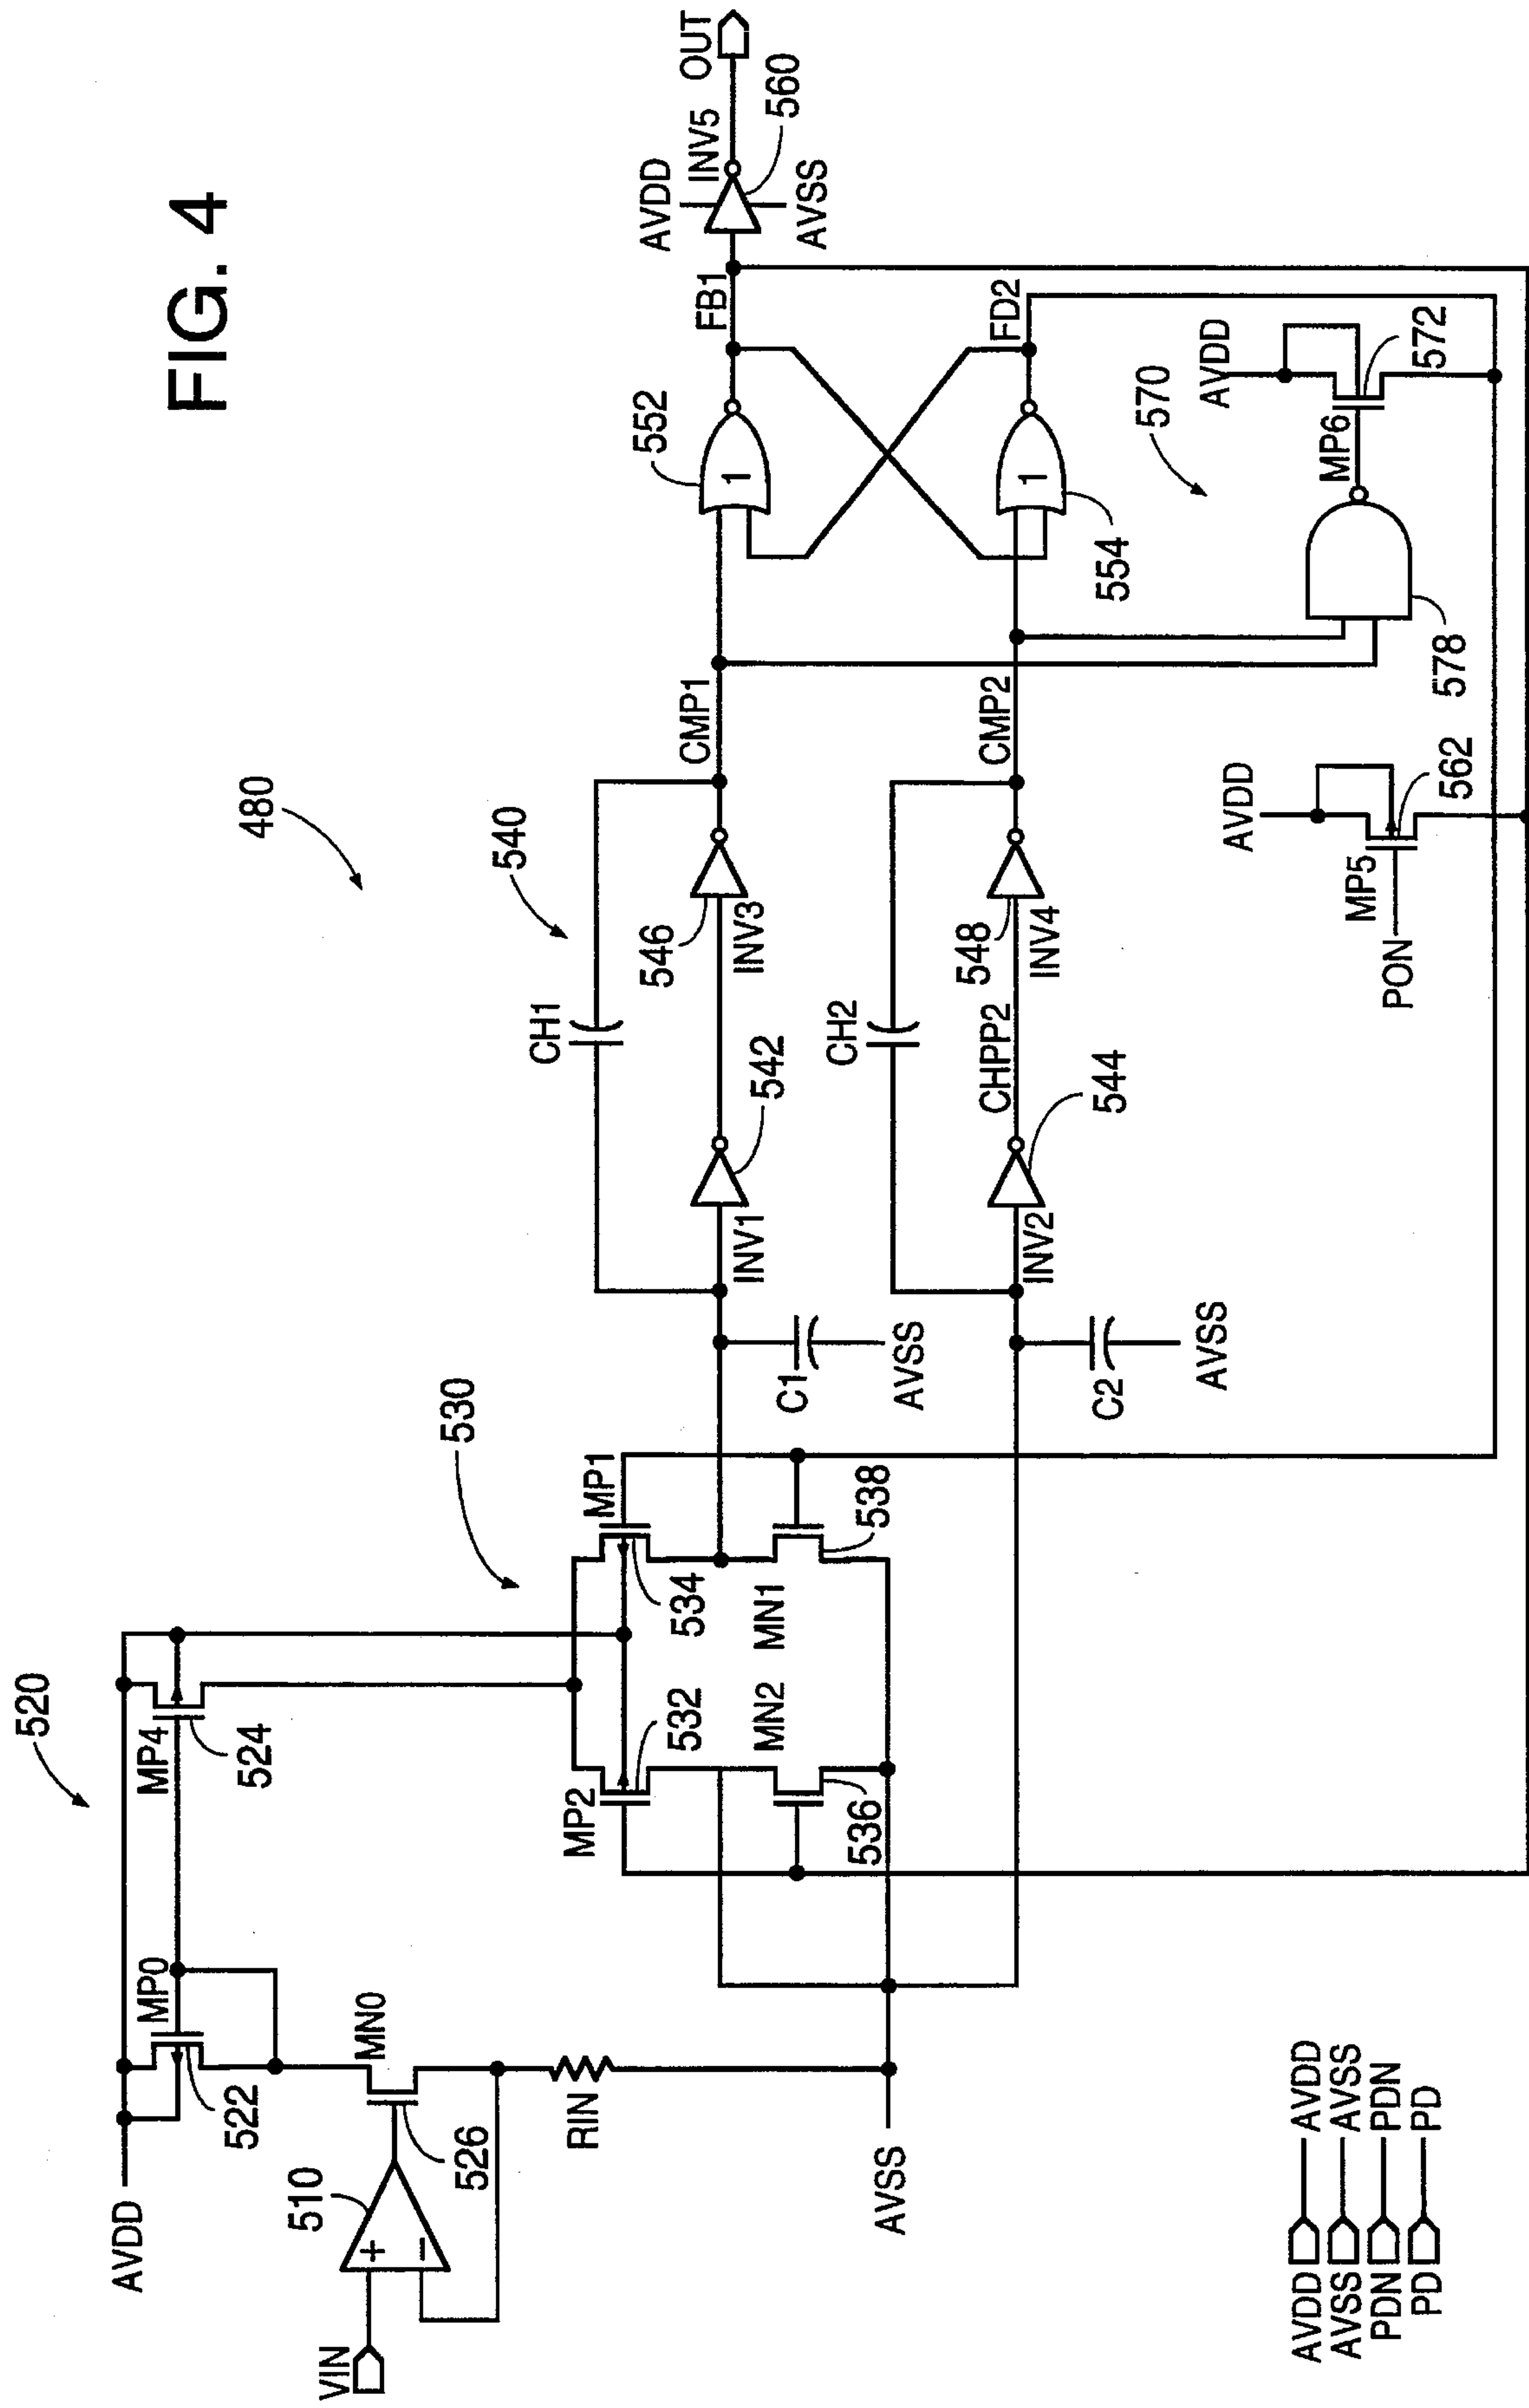 FIG. 4
480
520
AVDD
522
MP0
MP4
524
VIN
+
−
510
526
MN0
RIN
AVSS
530
MP2
532
534
MP1
MN2
MN1
536
538
540
CH1
INV1
542
546
INV3
CMP1
C1
AVSS
CH2
INV2
544
CHPP2
548
INV4
CMP2
C2
AVSS
552
1
FB1
554
1
FD2
AVDD
INV5
OUT
560
AVSS
570
AVDD
MP6
572
578
AVDD
MP5
562
PON
AVDD AVDD
AVSS AVSS
PDN PDN
PD PD